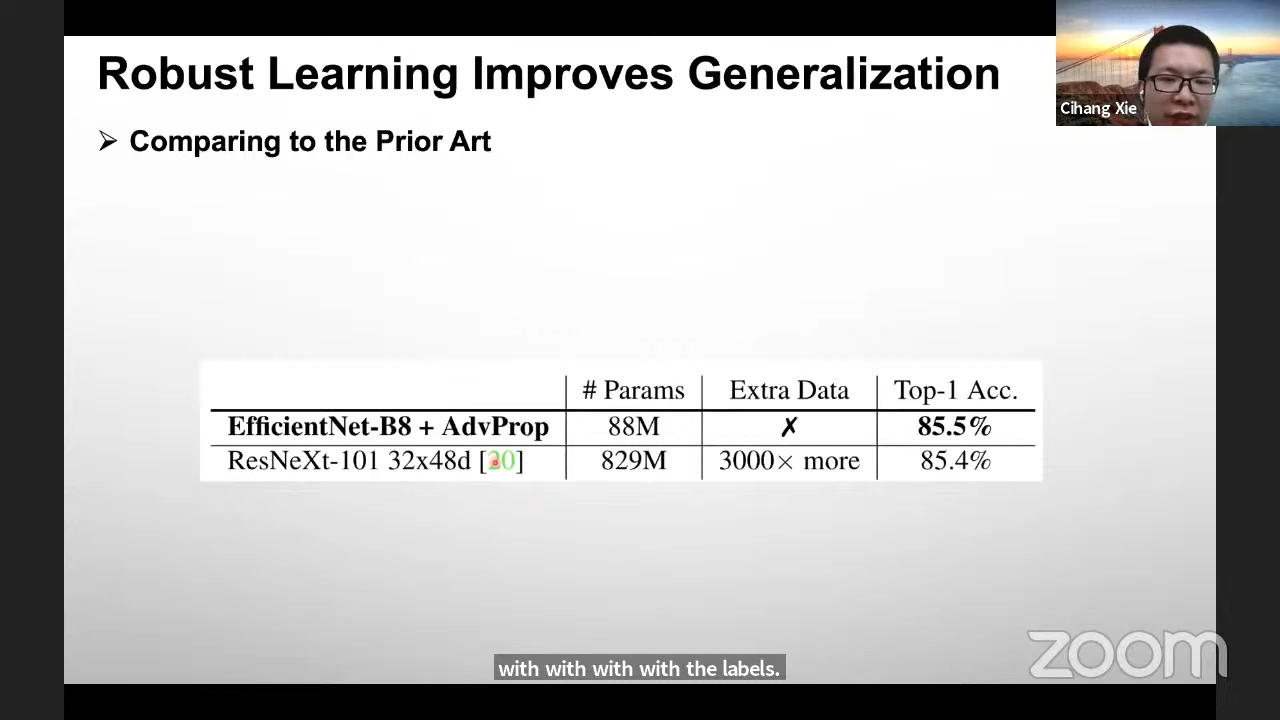 Robust Learning Improves Generalization
Cihang Xie
➢ Comparing to the Prior Art
# Params Extra Data Top-1 Acc.
EfficientNet-B8 + AdvProp 88M ✗ 85.5%
ResNeXt-101 32x48d [20] 829M 3000× more 85.4%
with with with with the labels.
zoom